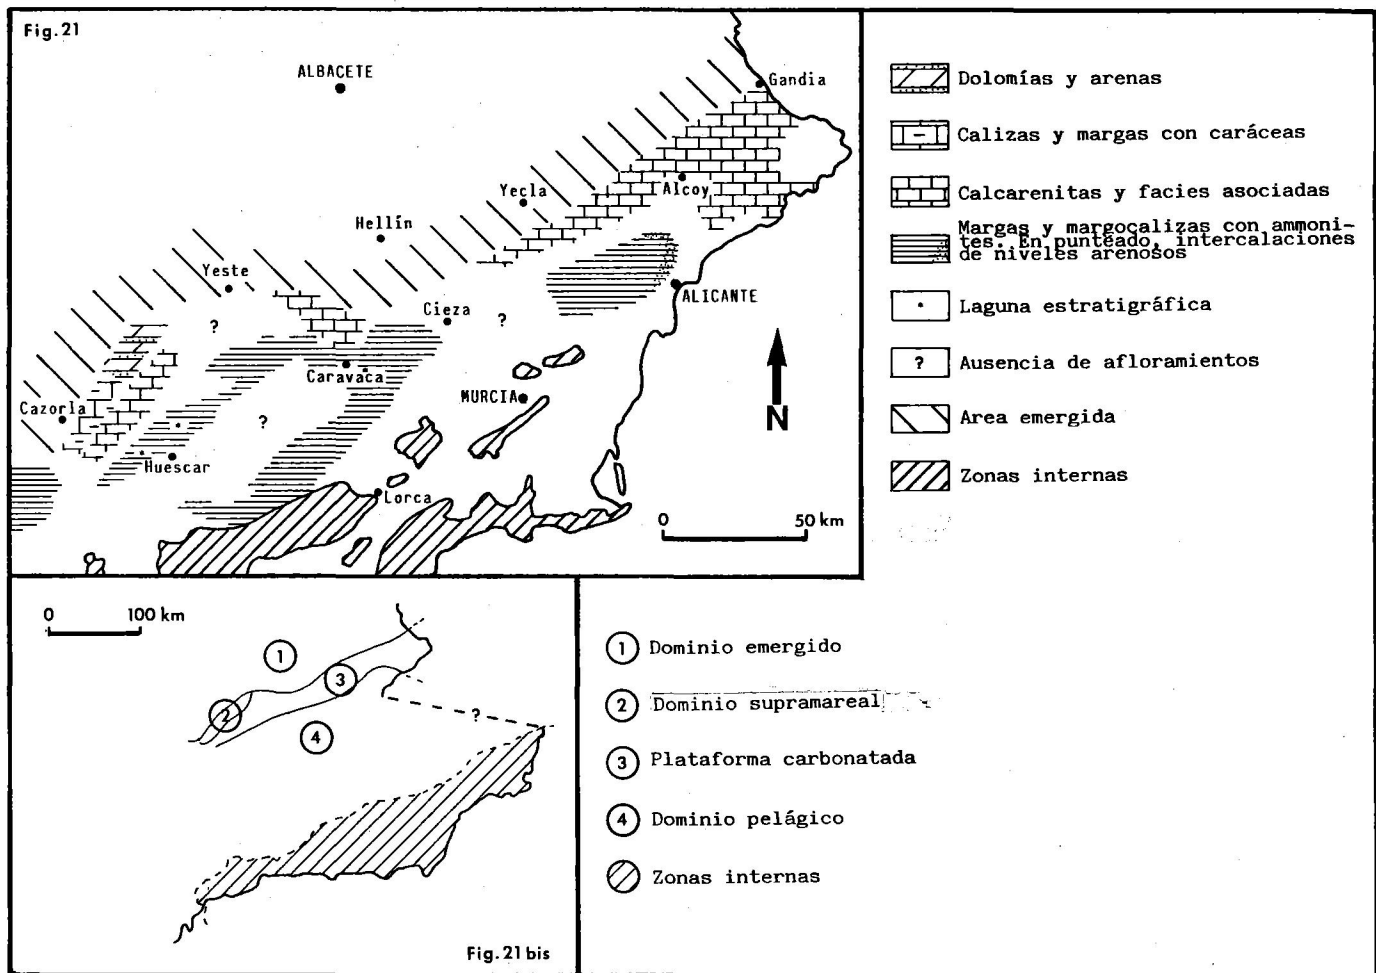 Fig.21
ALBACETE
Gandia
Alcoy
Yecla
Hellín
Yeste
Cieza
ALICANTE
?
?
Caravaca
MURCIA
Cazorla
?
N
Huescar
Lorca
0 50 km
Dolomías y arenas
Calizas y margas con caráceas
Calcarenitas y facies asociadas
Margas y margocalizas con ammoni-
tes. En punteado, intercalaciones
de niveles arenosos
Laguna estratigráfica
? Ausencia de afloramientos
Area emergida
Zonas internas
0 100 km
1
3
2
?
4
Fig.21 bis
1 Dominio emergido
2 Dominio supramareal
3 Plataforma carbonatada
4 Dominio pelágico
Zonas internas